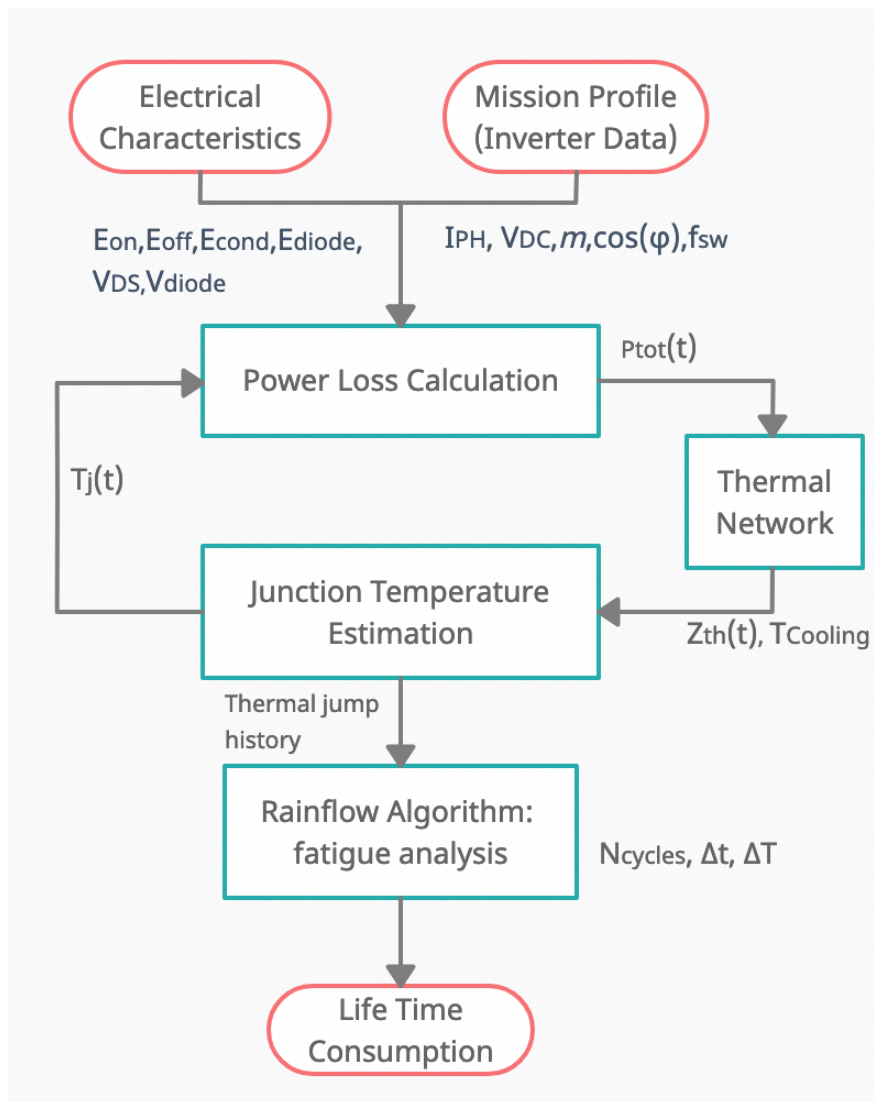 Electrical
Characteristics
Mission Profile
(Inverter Data)
Eon,Eoff,Econd,Ediode,
VDS,Vdiode
IPH, VDC,m,cos(φ),fsw
Power Loss Calculation
Ptot(t)
Tj(t)
Thermal
Network
Junction Temperature
Estimation
Zth(t), TCooling
Thermal jump
history
Rainflow Algorithm:
fatigue analysis
Ncycles, Δt, ΔT
Life Time
Consumption